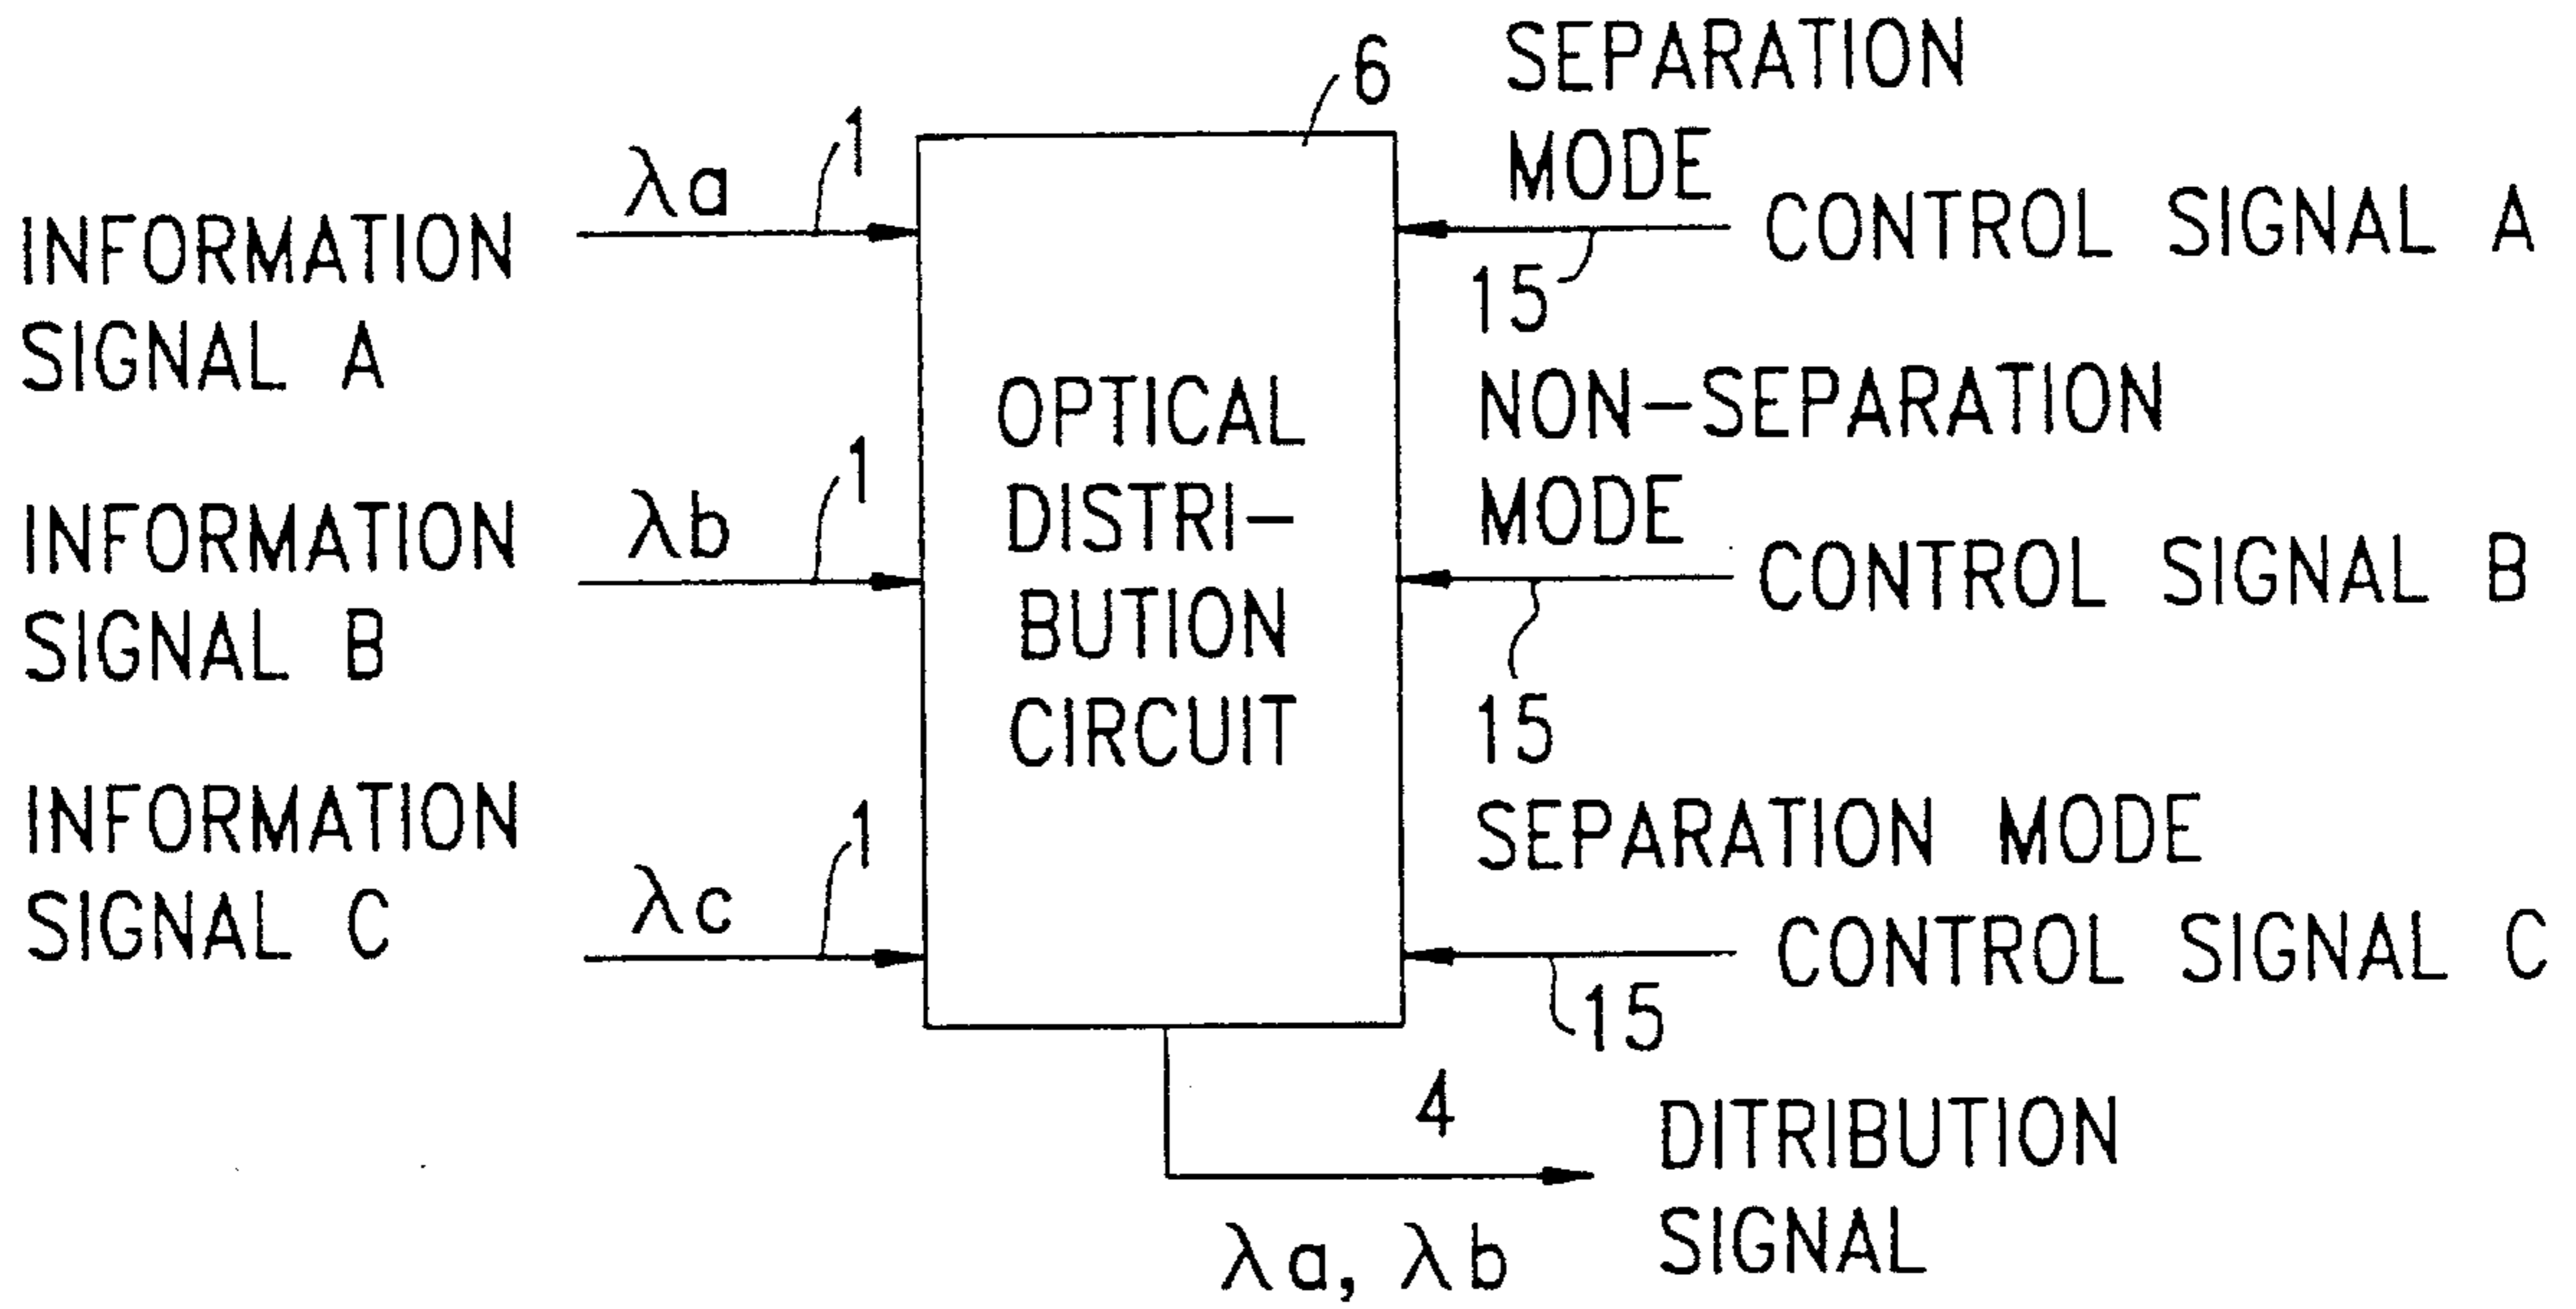 6
SEPARATION
MODE
λa
1
INFORMATION
SIGNAL A
CONTROL SIGNAL A
15
OPTICAL
DISTRI-
BUTION
CIRCUIT
NON-SEPARATION
MODE
λb
1
INFORMATION
SIGNAL B
CONTROL SIGNAL B
15
SEPARATION MODE
INFORMATION
SIGNAL C
λc
1
CONTROL SIGNAL C
15
4
DITRIBUTION
SIGNAL
λa, λb